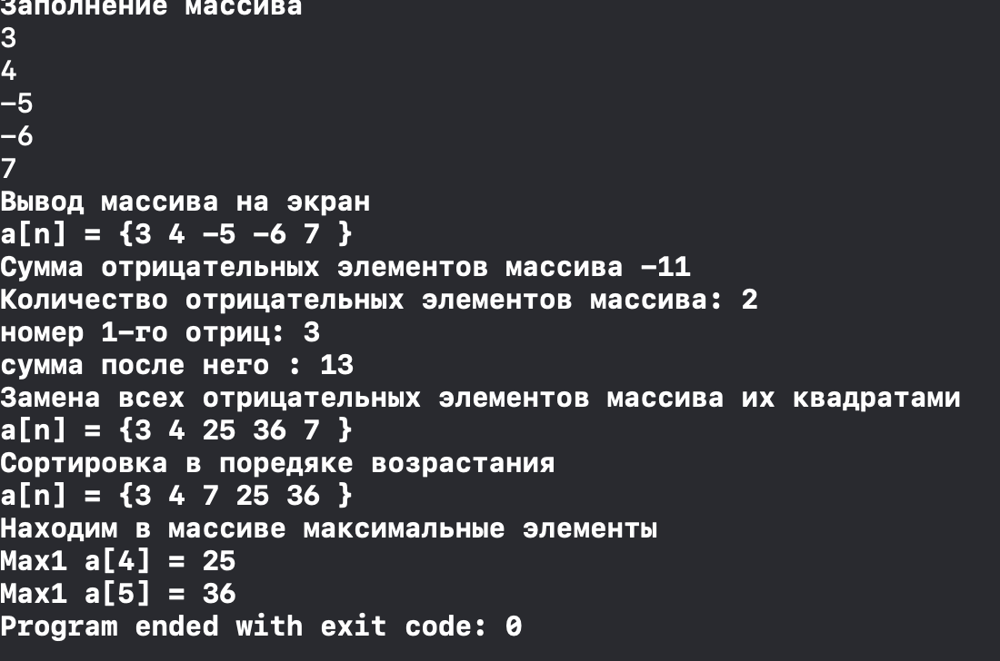 Заполнение массива
3
4
-5
-6
7
Вывод массива на экран
a[n] = {3 4 -5 -6 7 }
Сумма отрицательных элементов массива -11
Количество отрицательных элементов массива: 2
номер 1-го отриц: 3
сумма после него : 13
Замена всех отрицательных элементов массива их квадратами
a[n] = {3 4 25 36 7 }
Сортировка в поредяке возрастания
a[n] = {3 4 7 25 36 }
Находим в массиве максимальные элементы
Max1 a[4] = 25
Max1 a[5] = 36
Program ended with exit code: 0